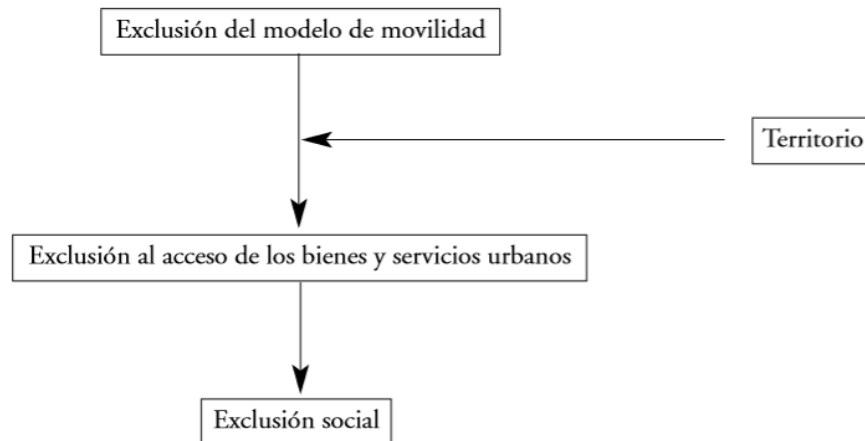 Exclusión del modelo de movilidad
Territorio
Exclusión al acceso de los bienes y servicios urbanos
Exclusión social